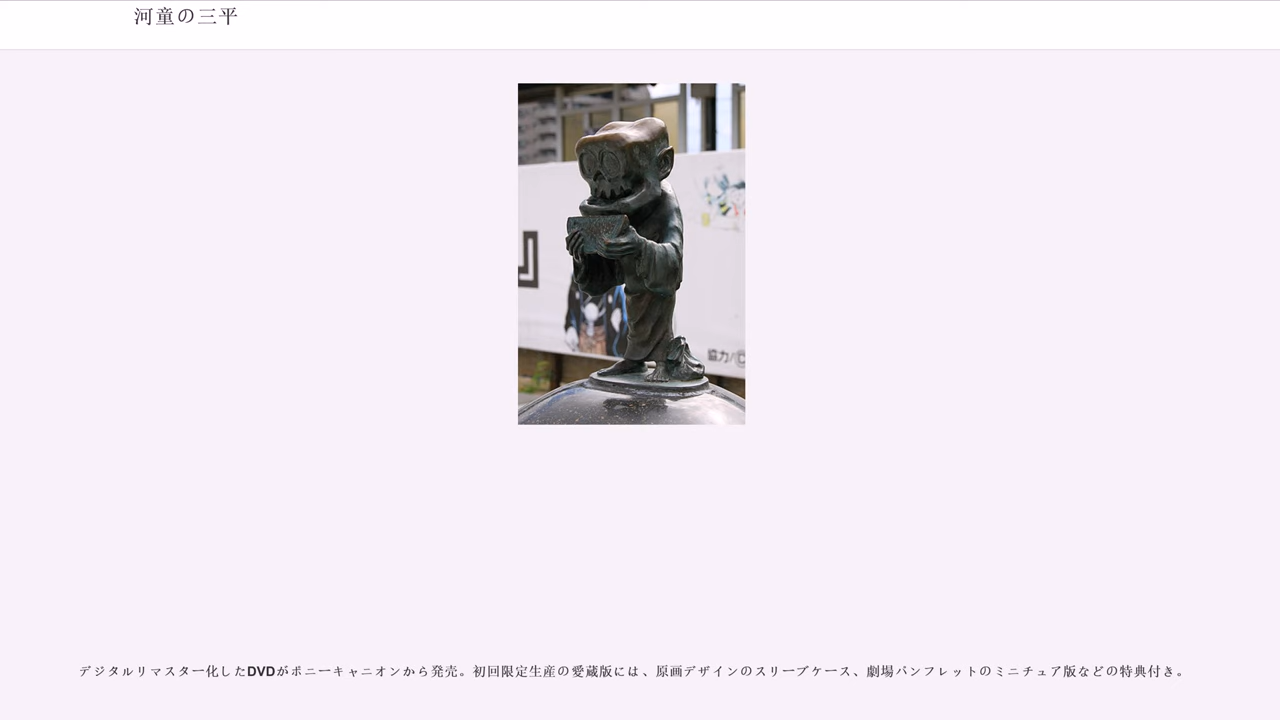 河童の三平
協力/©
デジタルリマスター化したDVDがポニーキャニオンから発売。初回限定生産の愛蔵版には、原画デザインのスリーブケース、劇場パンフレットのミニチュア版などの特典付き。